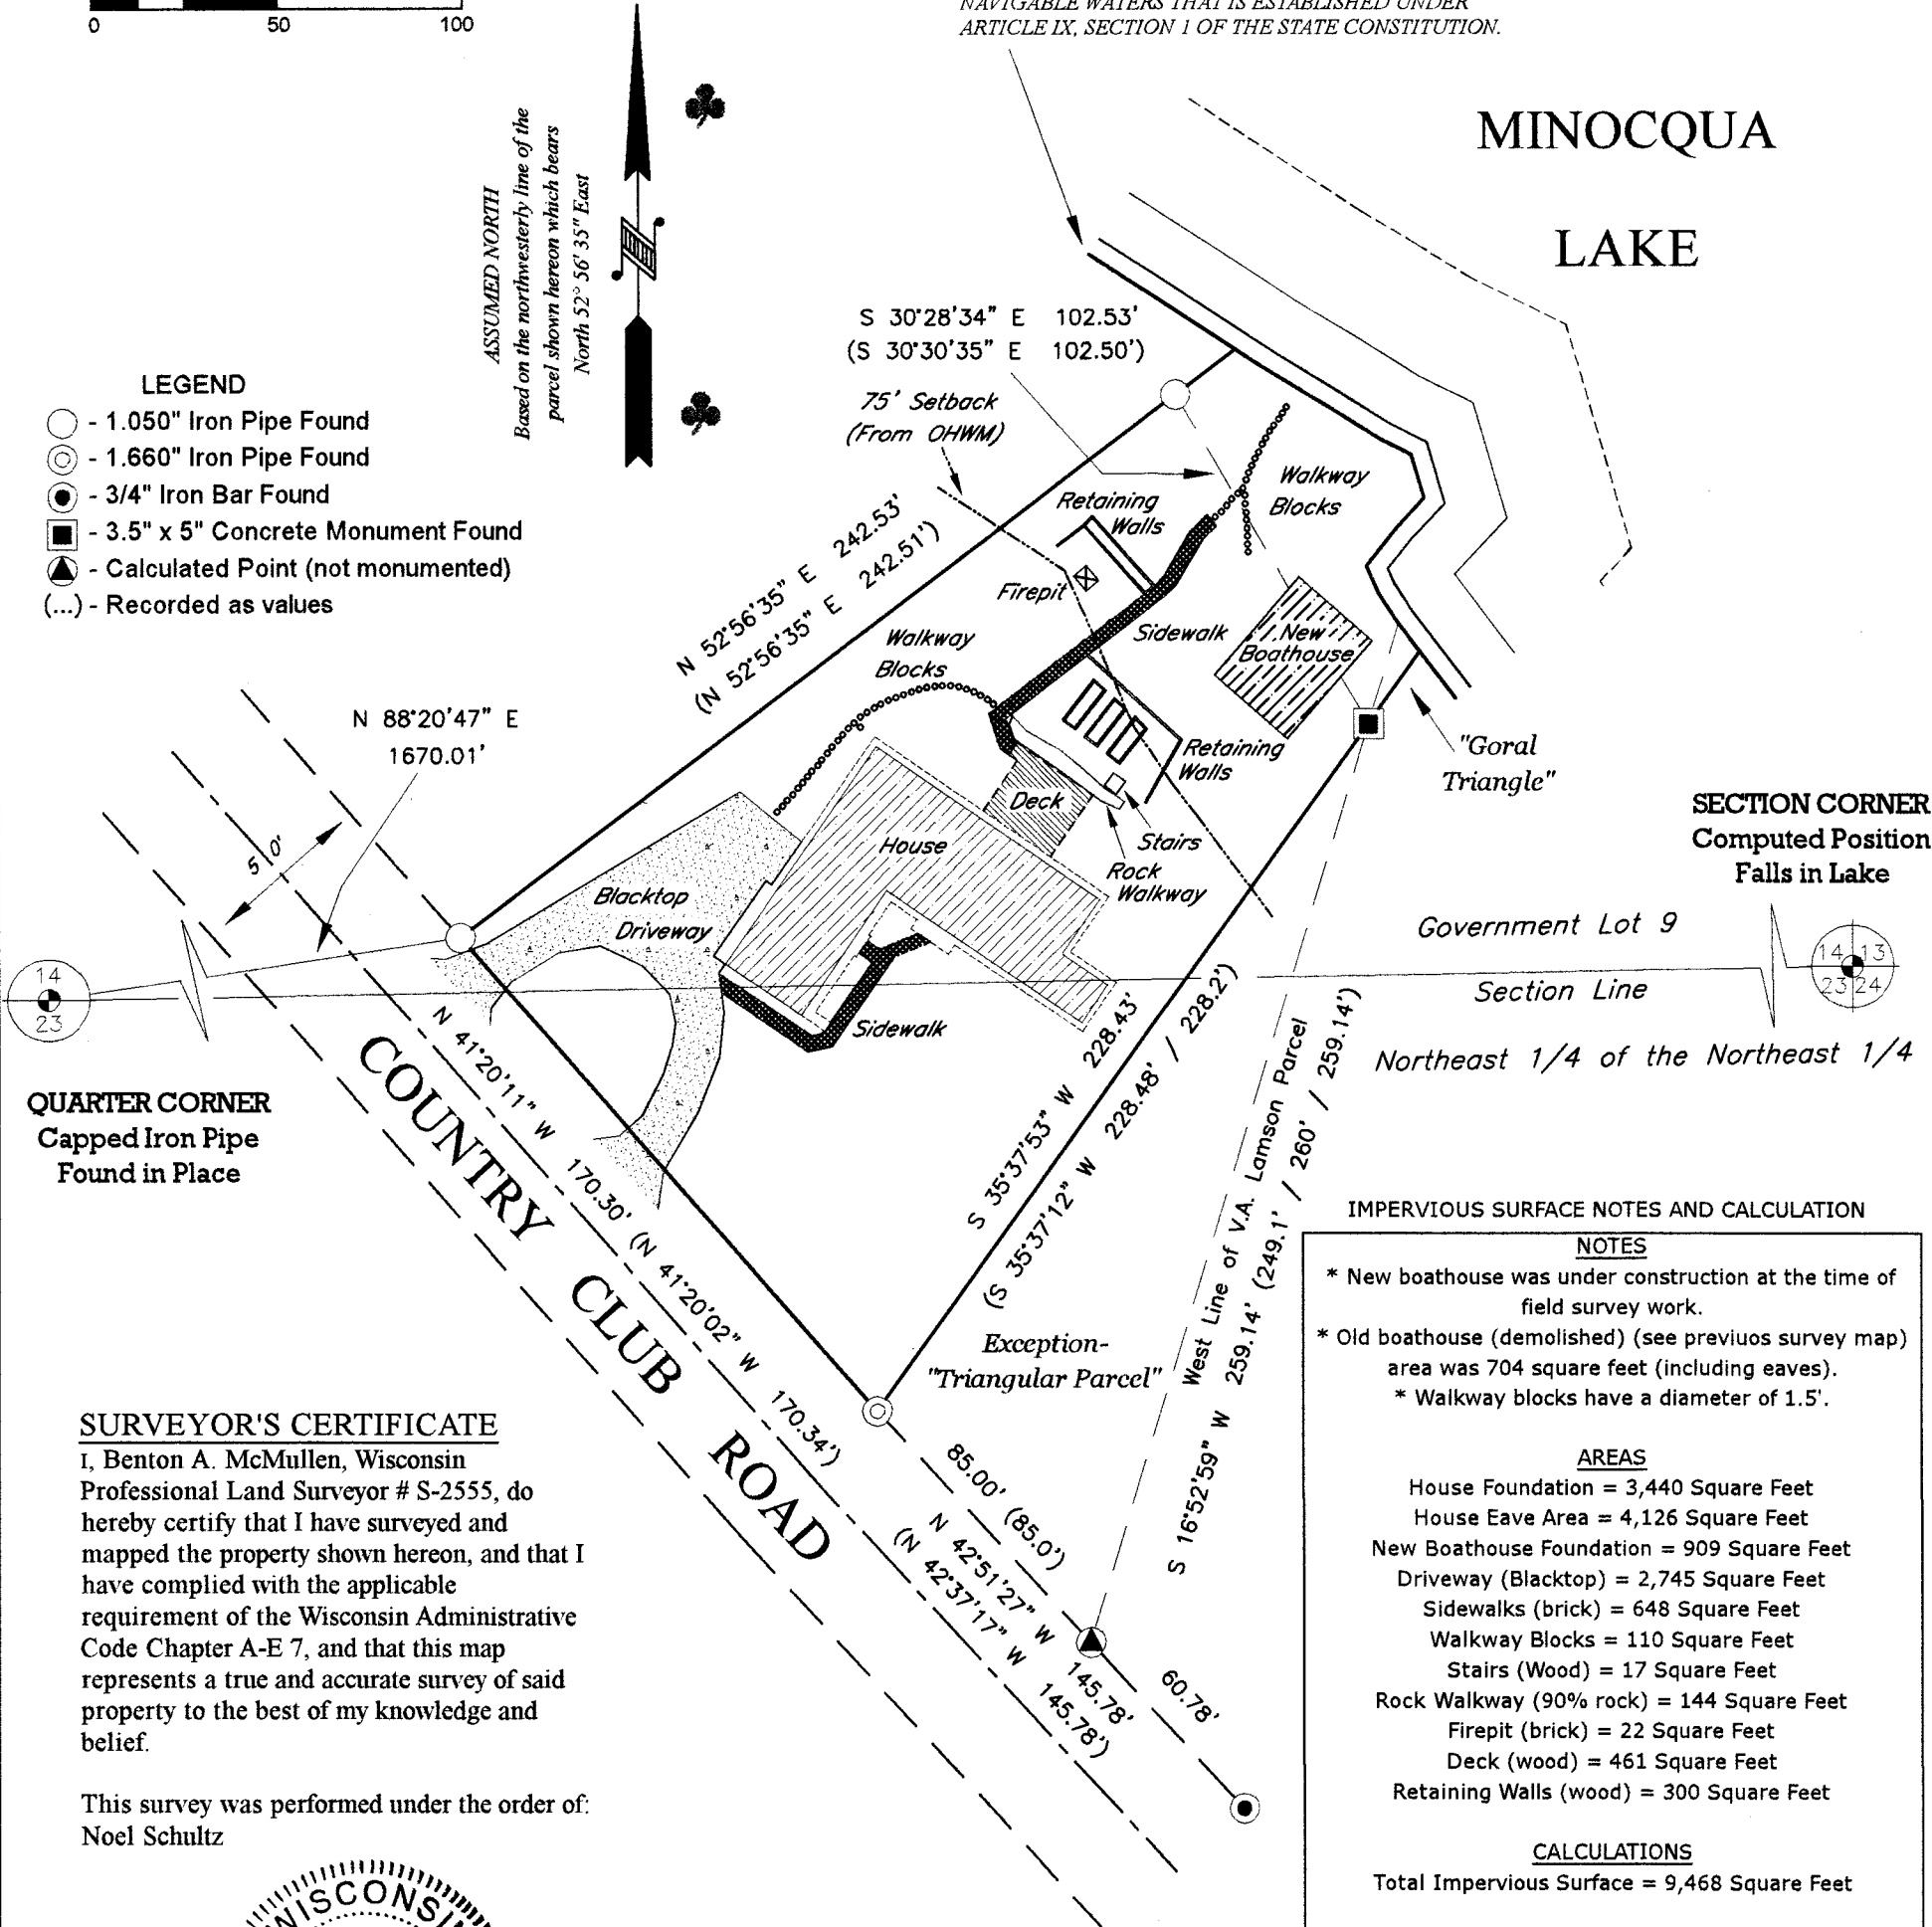 0 50 100
NAVIGABLE WATERS THAT IS ESTABLISHED UNDER
ARTICLE IX, SECTION 1 OF THE STATE CONSTITUTION.
MINOCQUA
LAKE
ASSUMED NORTH
Based on the northwesterly line of the
parcel shown hereon which bears
North 52° 56' 35" East
LEGEND
- 1.050" Iron Pipe Found
- 1.660" Iron Pipe Found
- 3/4" Iron Bar Found
- 3.5" x 5" Concrete Monument Found
- Calculated Point (not monumented)
(...) - Recorded as values
S 30°28'34" E 102.53'
(S 30°30'35" E 102.50')
75' Setback
(From OHWM)
N 52°56'35" E 242.53'
(N 52°56'35" E 242.51')
Retaining
Walls
Walkway
Blocks
Firepit
Sidewalk
New
Boathouse
Walkway
Blocks
Retaining
Walls
"Goral
Triangle"
Deck
Stairs
Rock
Walkway
House
Blacktop
Driveway
Sidewalk
N 88°20'47" E
1670.01'
5 0'
14
23
QUARTER CORNER
Capped Iron Pipe
Found in Place
SECTION CORNER
Computed Position
Falls in Lake
14 13
23 24
Government Lot 9
Section Line
Northeast 1/4 of the Northeast 1/4
N 41°20'11" W 170.30' (N 41°20'02" W 170.34')
COUNTRY CLUB ROAD
S 35°37'53" W 228.43'
(S 35°37'12" W 228.48' / 228.2')
West Line of V.A. Lamson Parcel
S 16°52'59" W 259.14' (249.1' / 260' / 259.14')
Exception-
"Triangular Parcel"
85.00' (85.0')
N 42°51'27" W 145.78'
(N 42°37'17" W 145.78')
60.78'
SURVEYOR'S CERTIFICATE
I, Benton A. McMullen, Wisconsin
Professional Land Surveyor # S-2555, do
hereby certify that I have surveyed and
mapped the property shown hereon, and that I
have complied with the applicable
requirement of the Wisconsin Administrative
Code Chapter A-E 7, and that this map
represents a true and accurate survey of said
property to the best of my knowledge and
belief.
This survey was performed under the order of:
Noel Schultz
WISCONSIN
IMPERVIOUS SURFACE NOTES AND CALCULATION
NOTES
* New boathouse was under construction at the time of
field survey work.
* Old boathouse (demolished) (see previuos survey map)
area was 704 square feet (including eaves).
* Walkway blocks have a diameter of 1.5'.
AREAS
House Foundation = 3,440 Square Feet
House Eave Area = 4,126 Square Feet
New Boathouse Foundation = 909 Square Feet
Driveway (Blacktop) = 2,745 Square Feet
Sidewalks (brick) = 648 Square Feet
Walkway Blocks = 110 Square Feet
Stairs (Wood) = 17 Square Feet
Rock Walkway (90% rock) = 144 Square Feet
Firepit (brick) = 22 Square Feet
Deck (wood) = 461 Square Feet
Retaining Walls (wood) = 300 Square Feet
CALCULATIONS
Total Impervious Surface = 9,468 Square Feet